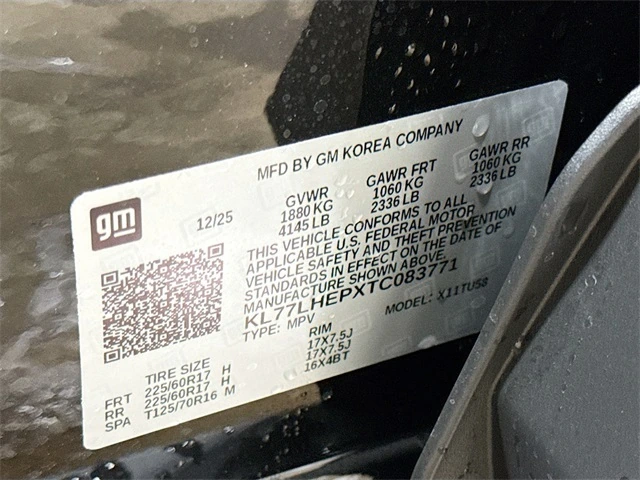 MFD BY GM KOREA COMPANY
gm
12/25
GVWR GAWR FRT GAWR RR
1880 KG 1060 KG 1060 KG
4145 LB 2336 LB 2336 LB
THIS VEHICLE CONFORMS TO ALL
APPLICABLE U.S. FEDERAL MOTOR
VEHICLE SAFETY AND THEFT PREVENTION
STANDARDS IN EFFECT ON THE DATE OF
MANUFACTURE SHOWN ABOVE.
KL77LHEPXTC083771
TYPE: MPV MODEL: X11TU58
TIRE SIZE RIM
FRT 225/60R17 H 17X7.5J
RR 225/60R17 H 17X7.5J
SPA T125/70R16 M 16X4BT